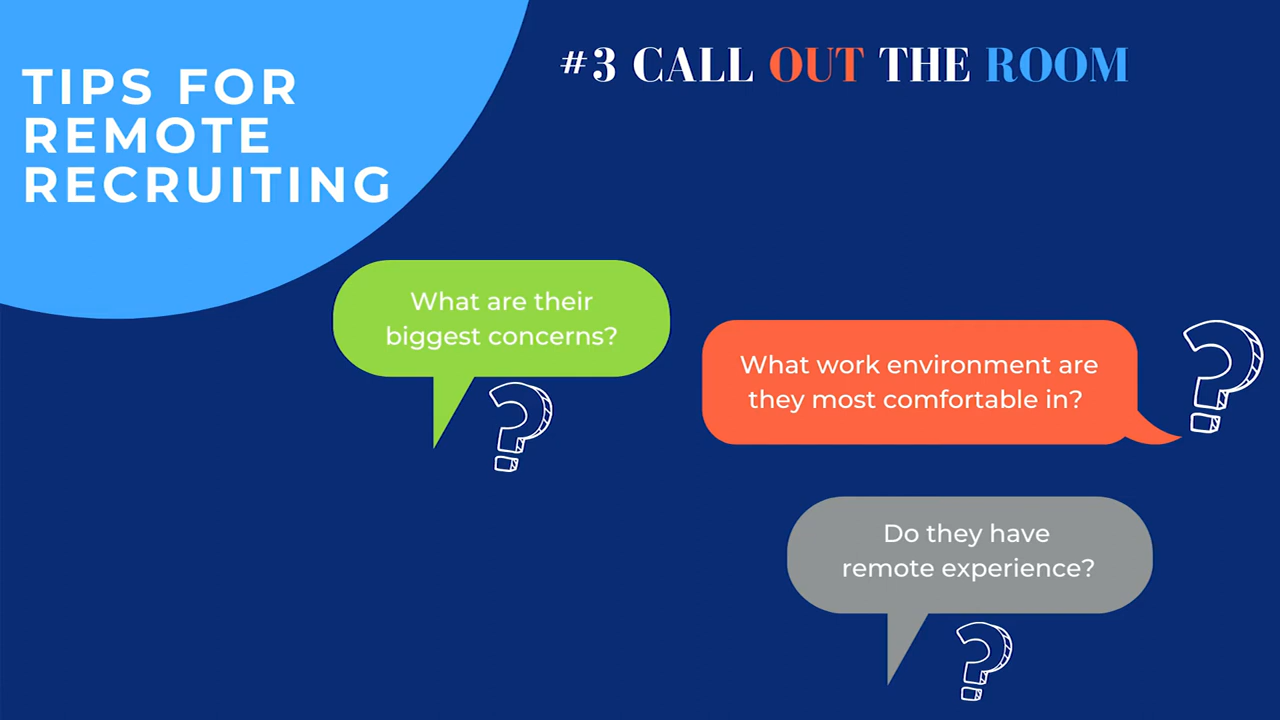 TIPS FOR
REMOTE
RECRUITING
#3 CALL OUT THE ROOM
What are their
biggest concerns?
What work environment are
they most comfortable in?
Do they have
remote experience?